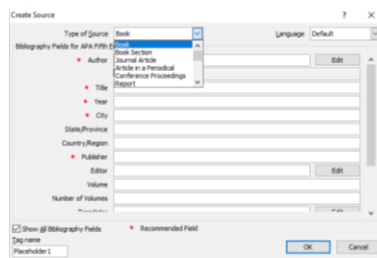 Create Source ? X
Type of Source Book Language Default
Bibliography Fields for APA Fifth E
Book
Book Section
* Author Journal Article Edit
Article in a Periodical
Conference Proceedings
* Title Report
* Year
* City
State/Province
Country/Region
* Publisher
Editor Edit
Volume
Number of Volumes
Show All Bibliography Fields * Recommended Field
Tag name
Placeholder1 OK Cancel